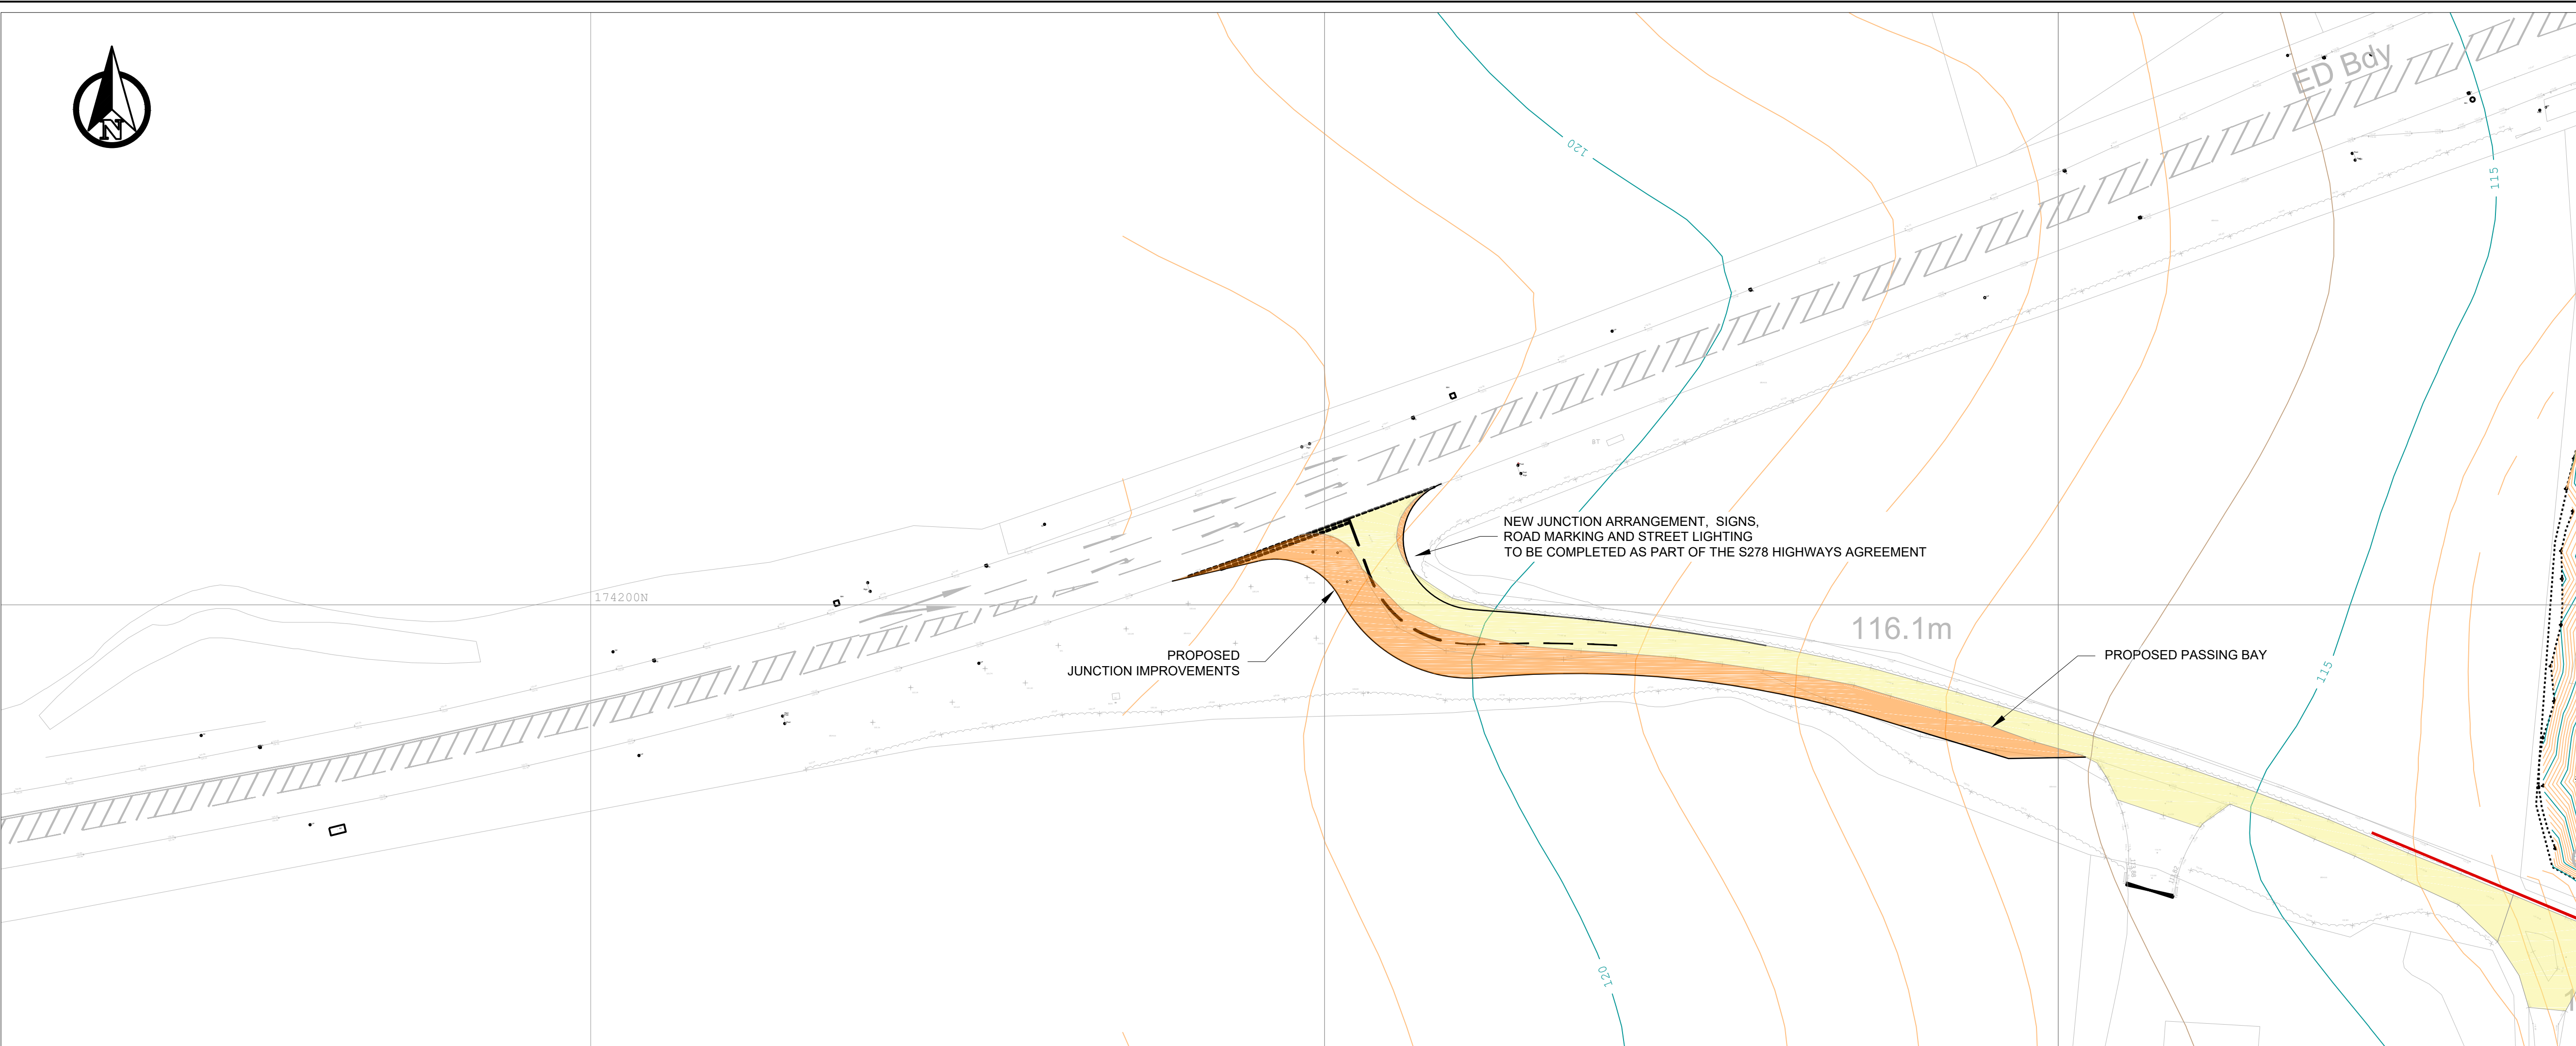 N
ED Bdy
120
115
BT
NEW JUNCTION ARRANGEMENT, SIGNS,
ROAD MARKING AND STREET LIGHTING
TO BE COMPLETED AS PART OF THE S278 HIGHWAYS AGREEMENT
174200N
116.1m
PROPOSED
JUNCTION IMPROVEMENTS
PROPOSED PASSING BAY
115
120